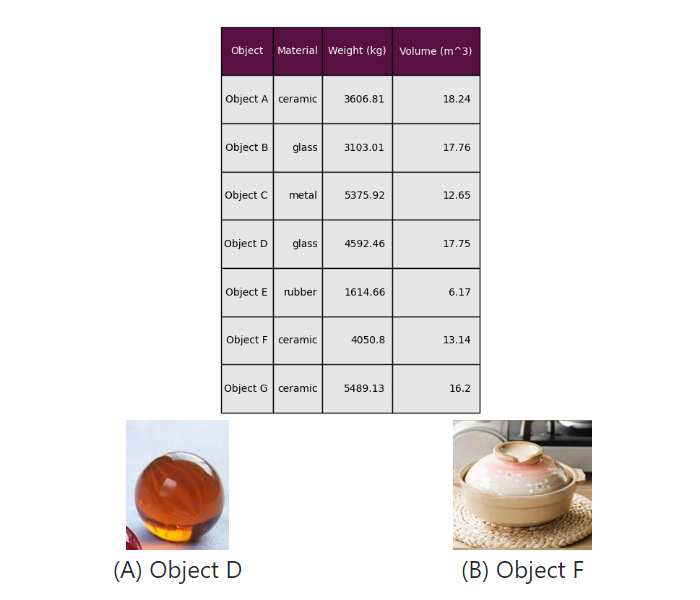 Object Material Weight (kg) Volume (m^3)
Object A ceramic 3606.81 18.24
Object B glass 3103.01 17.76
Object C metal 5375.92 12.65
Object D glass 4592.46 17.75
Object E rubber 1614.66 6.17
Object F ceramic 4050.8 13.14
Object G ceramic 5489.13 16.2
(A) Object D (B) Object F